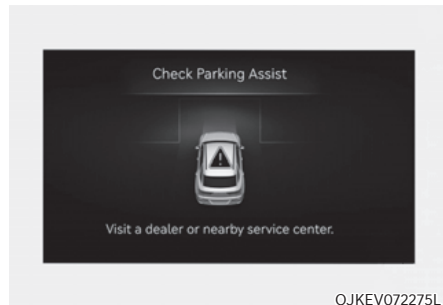 Check Parking Assist
Visit a dealer or nearby service center.
OJKEV072275L